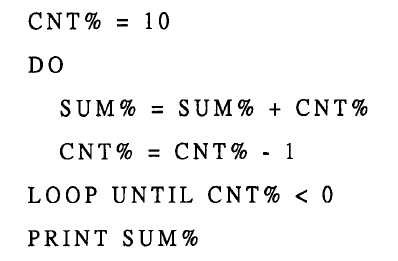 CNT% = 10
DO
SUM% = SUM% + CNT%
CNT% = CNT% - 1
LOOP UNTIL CNT% < 0
PRINT SUM%